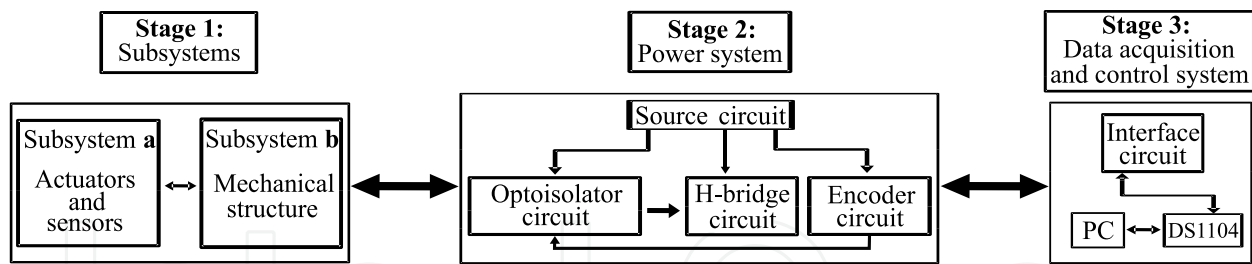 Stage 1:
Subsystems
Subsystem a
Actuators
and
sensors
Subsystem b
Mechanical
structure
Stage 2:
Power system
Source circuit
Optoisolator
circuit
H-bridge
circuit
Encoder
circuit
Stage 3:
Data acquisition
and control system
Interface
circuit
PC
DS1104